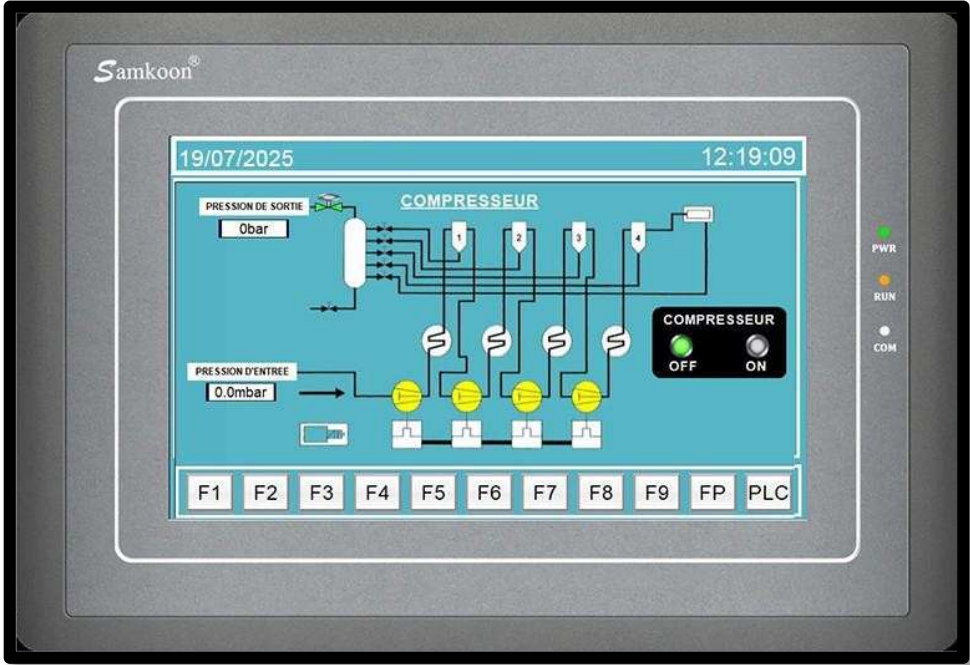 Samkoon®
19/07/2025 12:19:09
COMPRESSEUR
PRESSION DE SORTIE
0bar
1 2 3 4
PWR
RUN
COM
COMPRESSEUR
OFF ON
PRESSION D'ENTREE
0.0mbar
F1 F2 F3 F4 F5 F6 F7 F8 F9 FP PLC